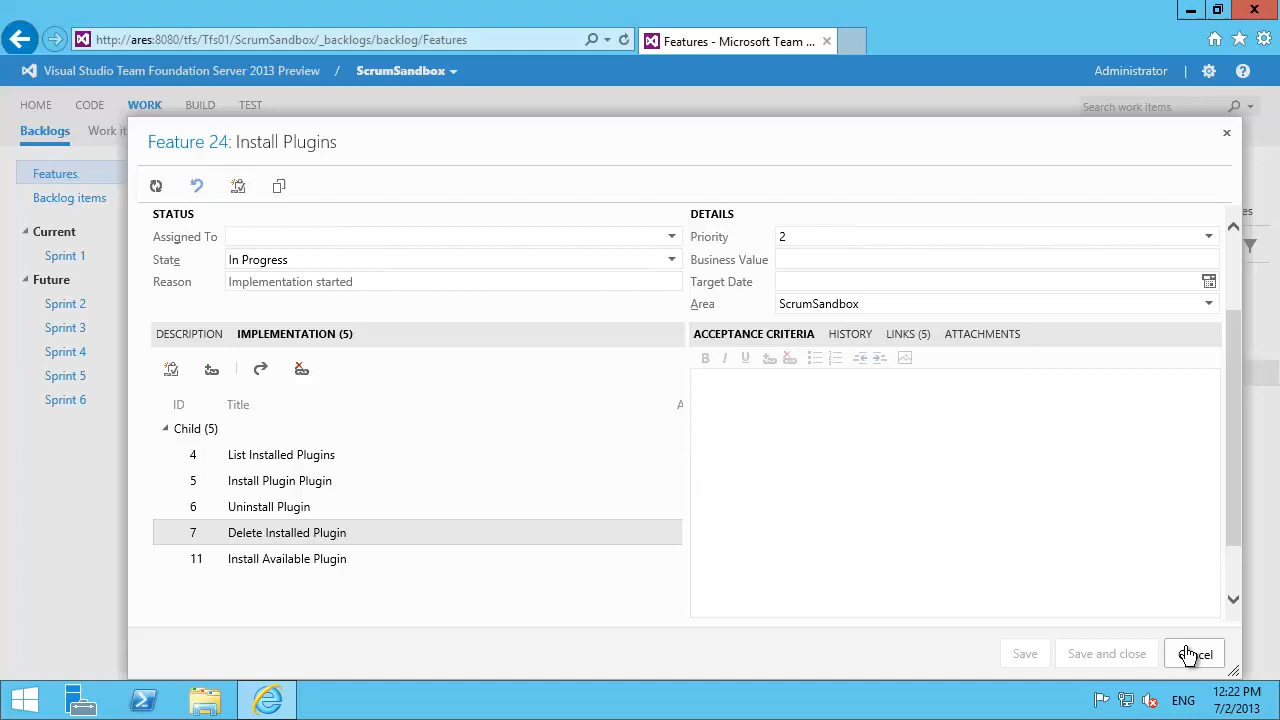 http://ares:8080/tfs/Tfs01/ScrumSandbox/_backlogs/backlog/Features
Features - Microsoft Team ...
Visual Studio Team Foundation Server 2013 Preview / ScrumSandbox
Administrator
HOME CODE WORK BUILD TEST
Search work items
Backlogs Work it
Feature 24: Install Plugins
Features
Backlog items
Current
Sprint 1
Future
Sprint 2
Sprint 3
Sprint 4
Sprint 5
Sprint 6
es
STATUS
Assigned To
State In Progress
Reason Implementation started
DETAILS
Priority 2
Business Value
Target Date
Area ScrumSandbox
DESCRIPTION IMPLEMENTATION (5)
ACCEPTANCE CRITERIA HISTORY LINKS (5) ATTACHMENTS
B I U
ID Title A
Child (5)
4 List Installed Plugins
5 Install Plugin Plugin
6 Uninstall Plugin
7 Delete Installed Plugin
11 Install Available Plugin
Save Save and close Cancel
ENG
12:22 PM
7/2/2013